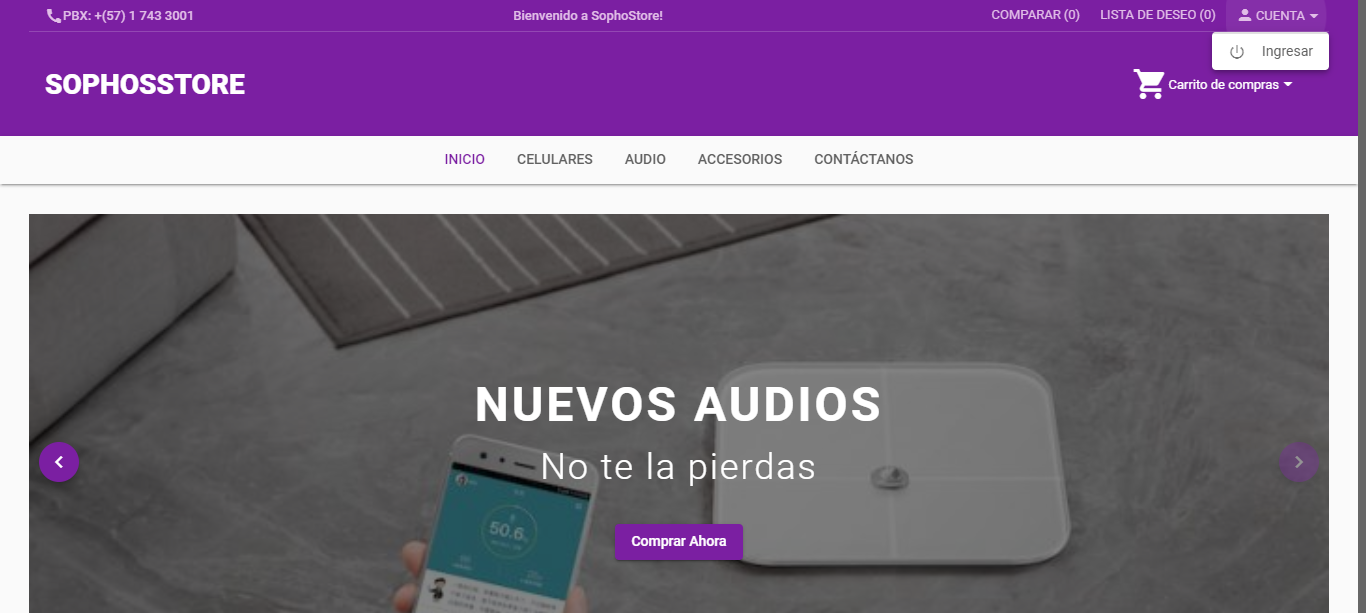 PBX: +(57) 1 743 3001
Bienvenido a SophoStore!
COMPARAR (0)
LISTA DE DESEO (0)
CUENTA
Ingresar
SOPHOSSTORE
Carrito de compras
INICIO
CELULARES
AUDIO
ACCESORIOS
CONTÁCTANOS
NUEVOS AUDIOS
No te la pierdas
50.6
Comprar Ahora